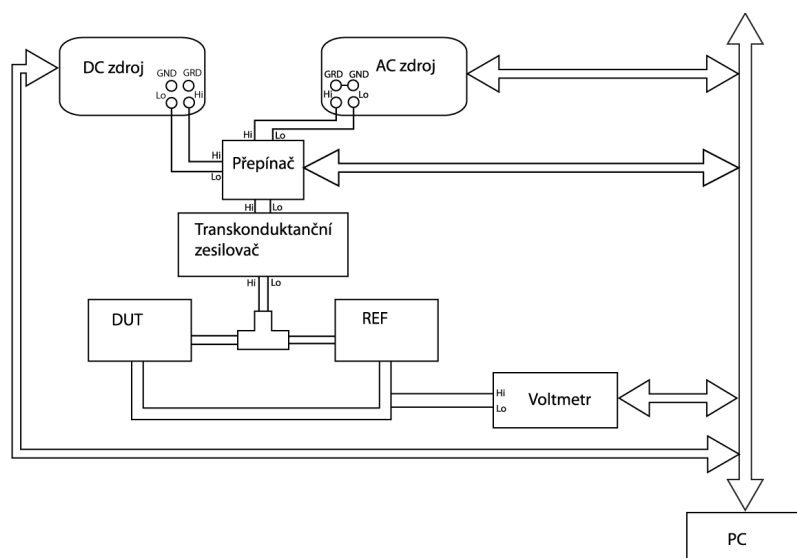 DC zdroj
GND GRD
Lo Hi
AC zdroj
GRD GND
Hi Lo
Hi Lo
Hi
Lo
Přepínač
Hi Lo
Transkonduktanční
zesilovač
Hi Lo
DUT
REF
Hi
Lo
Voltmetr
PC